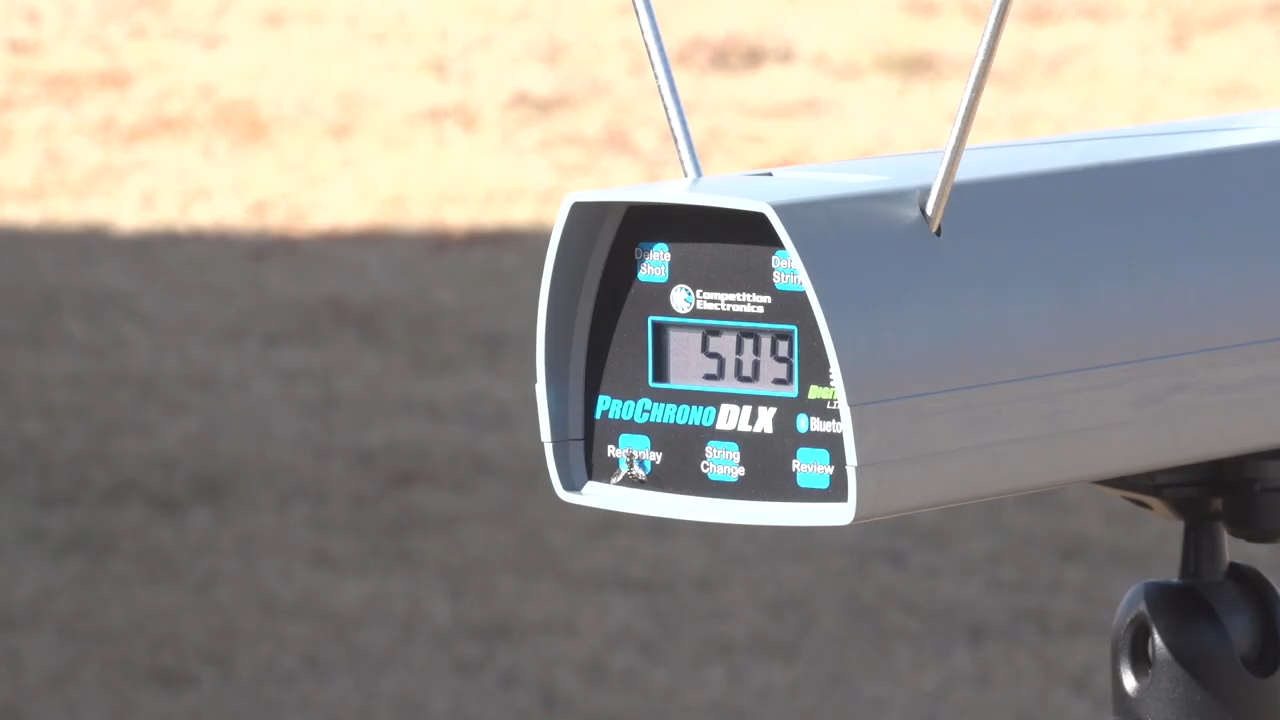 Delete
Shot
Competition
Electronics
509
PROCHRONO DLX
Redisplay
String
Change
Review